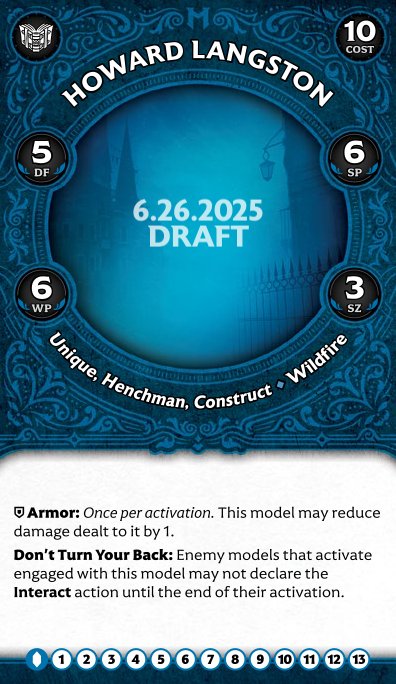 10
COST
HOWARD LANGSTON
5
DF
6
SP
6.26.2025
DRAFT
6
WP
3
SZ
Unique, Henchman, Construct ⬥ Wildfire
Armor: Once per activation. This model may reduce
damage dealt to it by 1.
Don't Turn Your Back: Enemy models that activate
engaged with this model may not declare the
Interact action until the end of their activation.
1 2 3 4 5 6 7 8 9 10 11 12 13